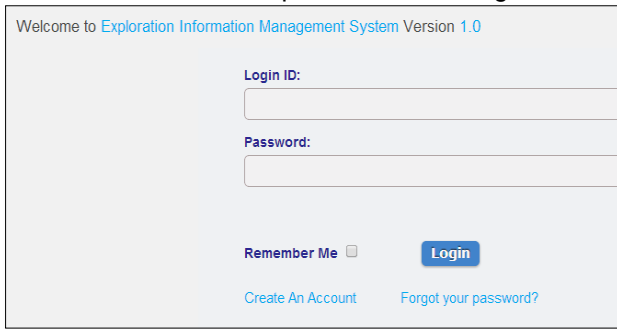 Welcome to Exploration Information Management System Version 1.0
Login ID:
Password:
Remember Me
Login
Create An Account
Forgot your password?